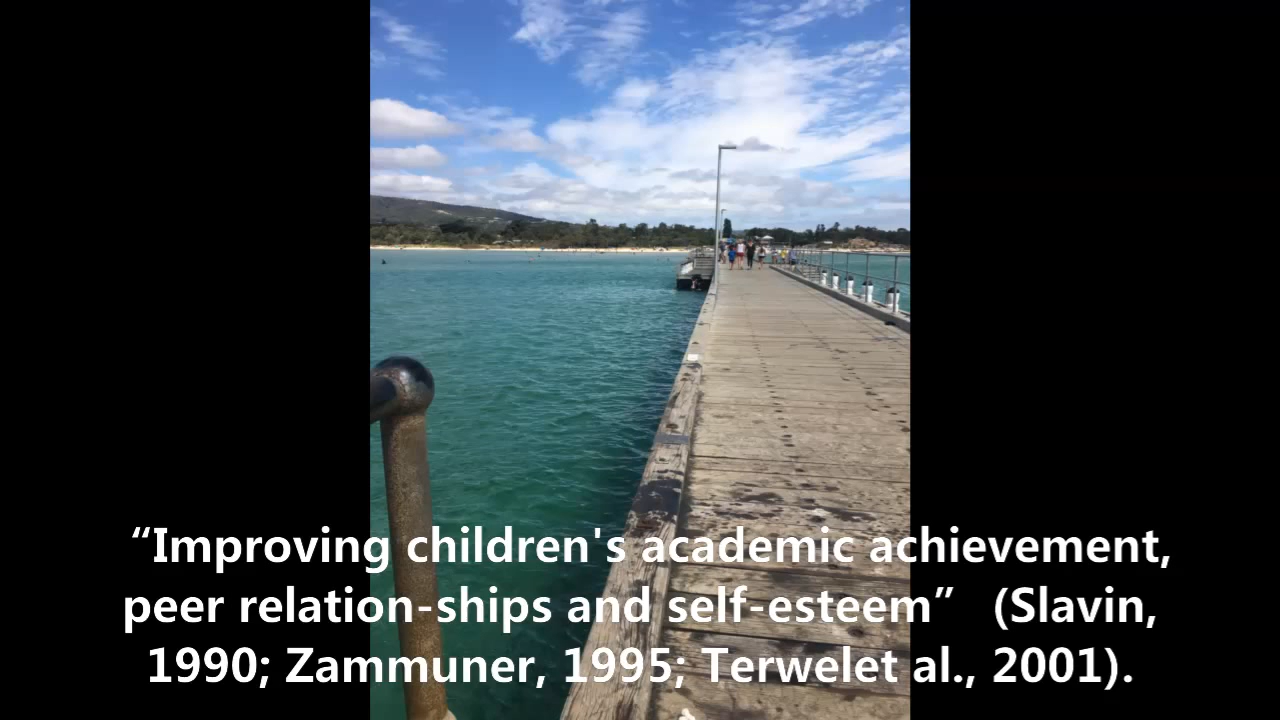 “Improving children's academic achievement,
peer relation-ships and self-esteem” (Slavin,
1990; Zammuner, 1995; Terwelet al., 2001).